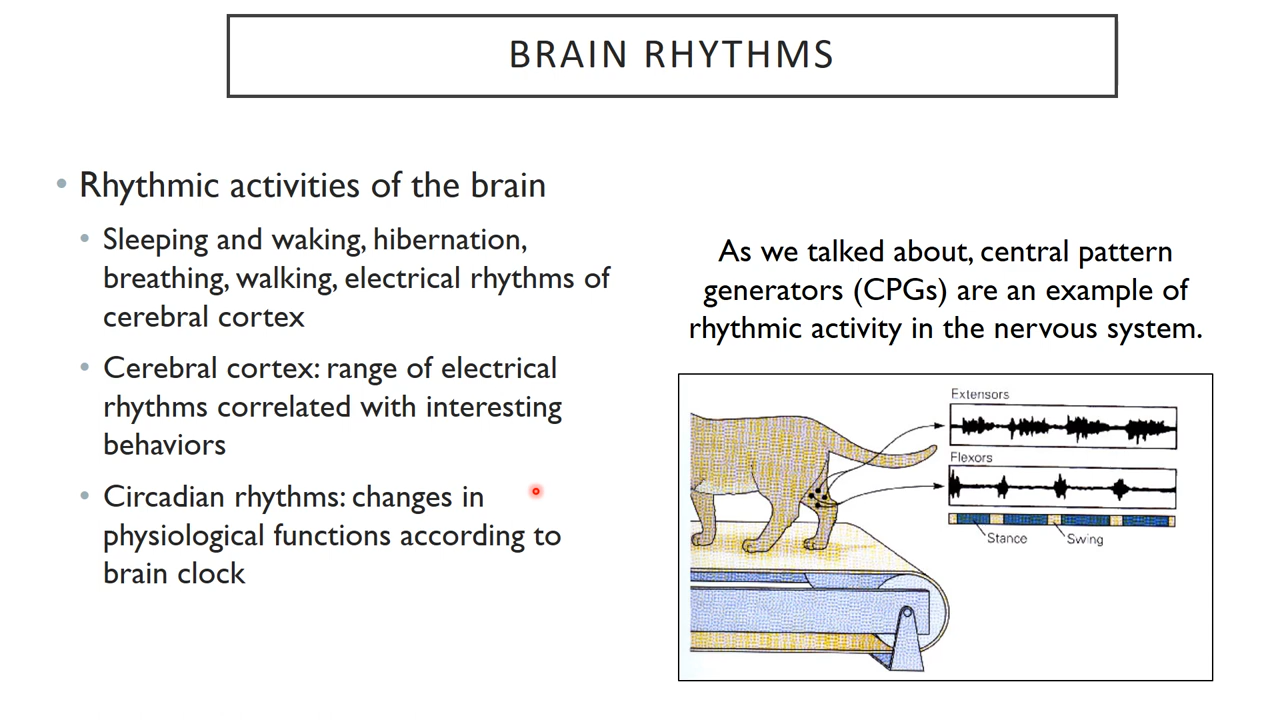 BRAIN RHYTHMS
• Rhythmic activities of the brain
• Sleeping and waking, hibernation,
breathing, walking, electrical rhythms of
cerebral cortex
• Cerebral cortex: range of electrical
rhythms correlated with interesting
behaviors
• Circadian rhythms: changes in
physiological functions according to
brain clock
As we talked about, central pattern
generators (CPGs) are an example of
rhythmic activity in the nervous system.
Extensors
Flexors
Stance Swing